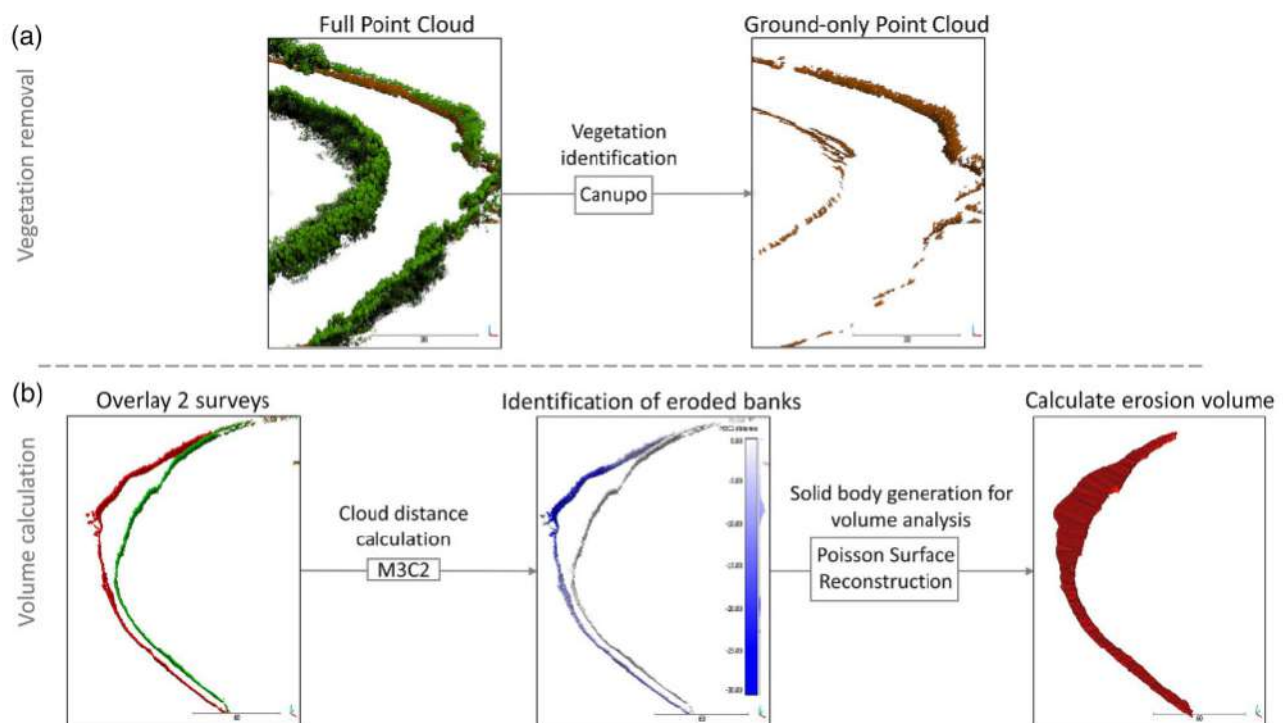 (a)
Vegetation removal
Full Point Cloud
Ground-only Point Cloud
Vegetation
identification
Canupo
(b)
Volume calculation
Overlay 2 surveys
Identification of eroded banks
Calculate erosion volume
Cloud distance
calculation
M3C2
Solid body generation for
volume analysis
Poisson Surface
Reconstruction